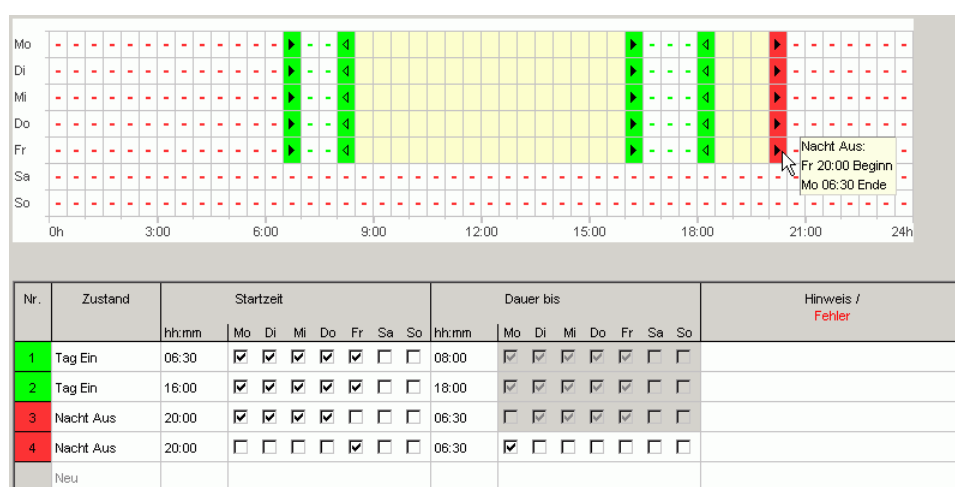 Mo
Di
Mi
Do
Fr
Sa
So
Nacht Aus:
Fr 20:00 Beginn
Mo 06:30 Ende
0h 3:00 6:00 9:00 12:00 15:00 18:00 21:00 24h
Nr. Zustand Startzeit Dauer bis Hinweis /
Fehler
hh:mm Mo Di Mi Do Fr Sa So hh:mm Mo Di Mi Do Fr Sa So
1 Tag Ein 06:30 08:00
2 Tag Ein 16:00 18:00
3 Nacht Aus 20:00 06:30
4 Nacht Aus 20:00 06:30
Neu